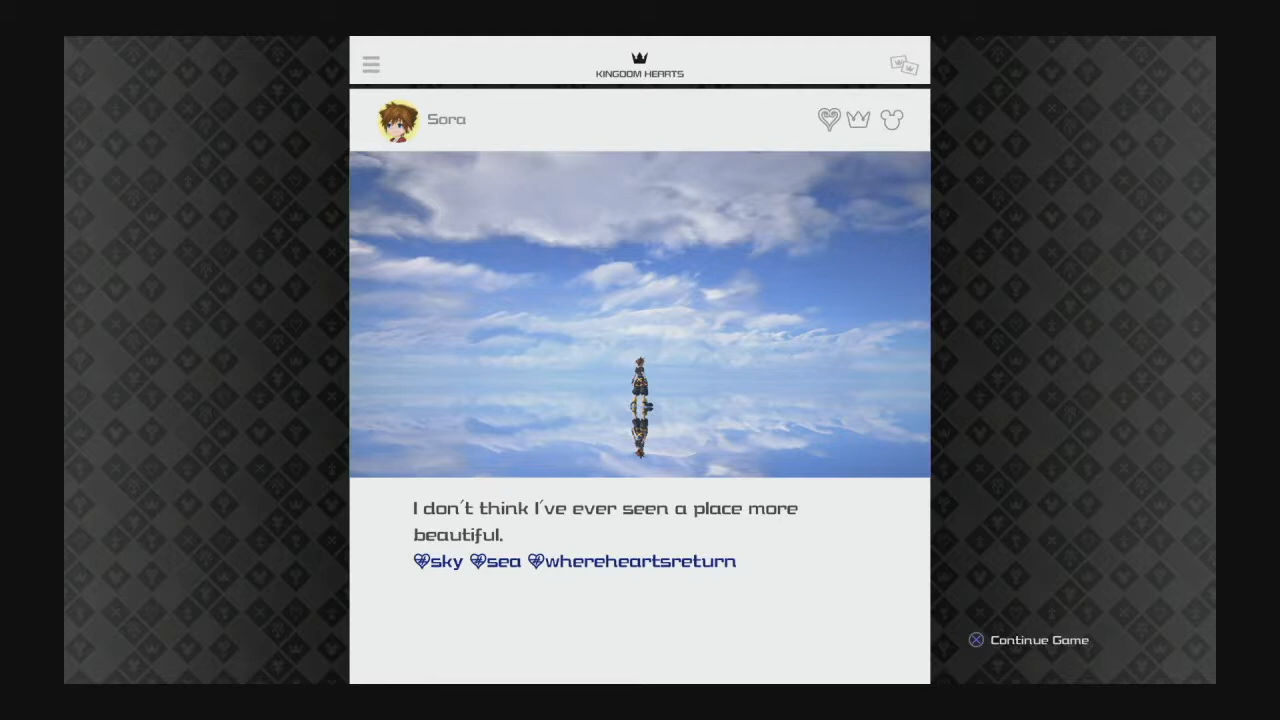 KINGDOM HEARTS
Sora
I don't think I've ever seen a place more
beautiful.
sky sea whereheartsreturn
Continue Game